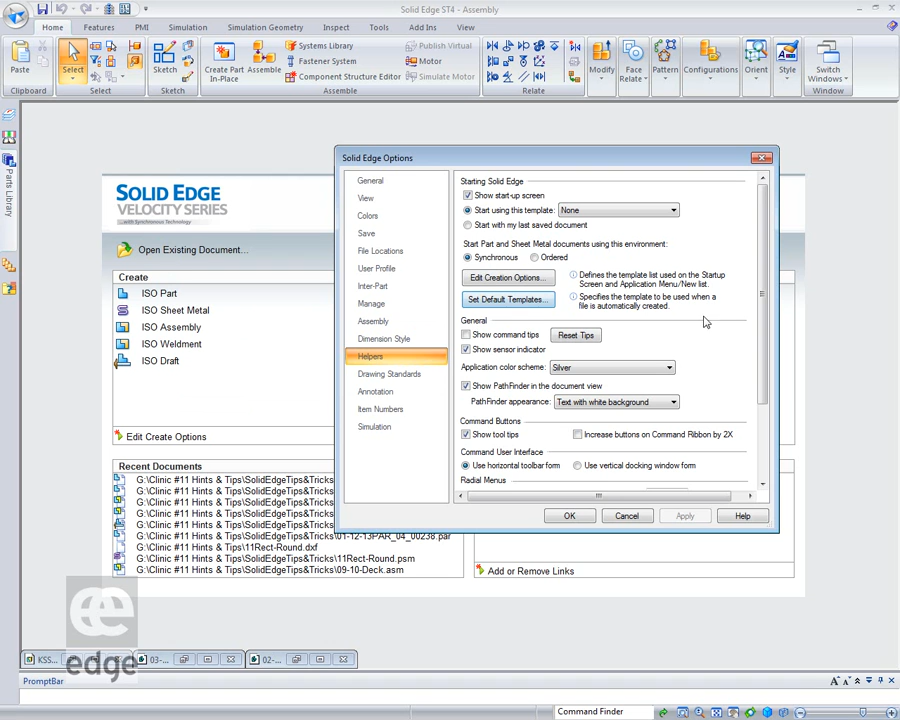 Solid Edge ST4 - Assembly
Home Features PMI Simulation Simulation Geometry Inspect Tools Add Ins View
Paste
Select
Sketch
Create Part
In-Place
Assemble
Systems Library
Fastener System
Component Structure Editor
Publish Virtual
Motor
Simulate Motor
Modify
Face
Relate
Pattern
Configurations
Orient
Style
Switch
Windows
Clipboard Select Sketch Assemble Relate Window
Parts Library
SOLID EDGE
VELOCITY SERIES
...with Synchronous Technology
Open Existing Document...
Create
ISO Part
ISO Sheet Metal
ISO Assembly
ISO Weldment
ISO Draft
Edit Create Options
Recent Documents
G:\Clinic #11 Hints & Tips\SolidEdgeTips&Tricks\
G:\Clinic #11 Hints & Tips\SolidEdgeTips&Tricks\
G:\Clinic #11 Hints & Tips\SolidEdgeTips&Tricks\
G:\Clinic #11 Hints & Tips\SolidEdgeTips&Tricks\
G:\Clinic #11 Hints & Tips\SolidEdgeTips&Tricks\
G:\Clinic #11 Hints & Tips\SolidEdgeTips&Tricks\01-12-13PAR_04_00238.par
G:\Clinic #11 Hints & Tips\11Rect-Round.dxf
G:\Clinic #11 Hints & Tips\SolidEdgeTips&Tricks\11Rect-Round.psm
G:\Clinic #11 Hints & Tips\SolidEdgeTips&Tricks\09-10-Deck.asm
Add or Remove Links
Solid Edge Options
General
View
Colors
Save
File Locations
User Profile
Inter-Part
Manage
Assembly
Dimension Style
Helpers
Drawing Standards
Annotation
Item Numbers
Simulation
Starting Solid Edge
Show start-up screen
Start using this template: None
Start with my last saved document
Start Part and Sheet Metal documents using this environment:
Synchronous Ordered
Edit Creation Options...
Defines the template list used on the Startup
Screen and Application Menu/New list.
Set Default Templates...
Specifies the template to be used when a
file is automatically created.
General
Show command tips Reset Tips
Show sensor indicator
Application color scheme: Silver
Show PathFinder in the document view
PathFinder appearance: Text with white background
Command Buttons
Show tool tips Increase buttons on Command Ribbon by 2X
Command User Interface
Use horizontal toolbar form Use vertical docking window form
Radial Menus
OK Cancel Apply Help
KSS... 03-... 02-...
edge
PromptBar
Command Finder